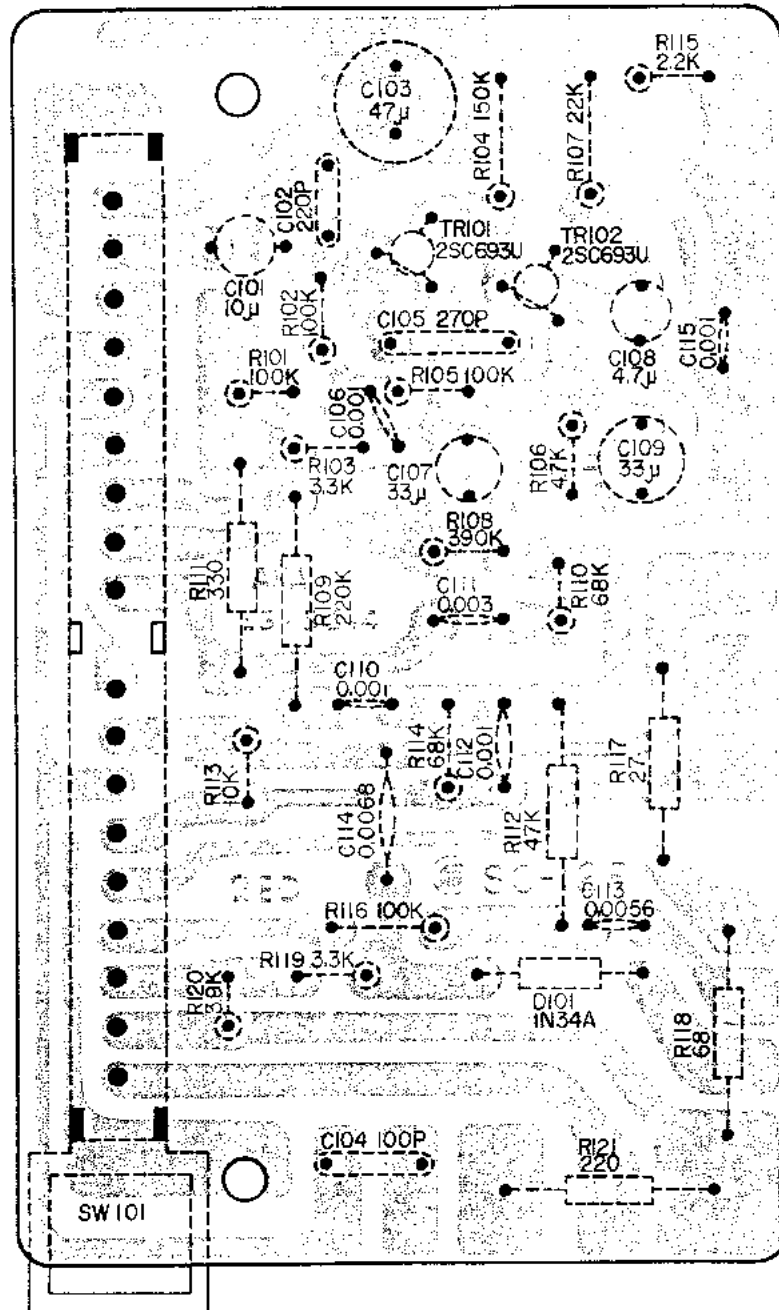 R115
2.2K
C103
47µ
R104 150K
R107 22K
C102
220P
TR101
2SC693U
TR102
2SC693U
C101
10µ
R102
100K
C105 270P
C108
4.7µ
C115
0.001
R101
100K
C106
0.001
R105 100K
R103
3.3K
C107
33µ
R106
4.7K
C109
33µ
R108
390K
R111
330
R109
220K
C111
0.003
R110
68K
C110
0.001
R114
68K
C112
0.001
R117
27
R113
10K
C114
0.0068
R112
47K
C113
0.0056
R116 100K
R119 3.3K
R120
3.9K
D101
1N34A
R118
68
C104 100P
R121
220
SW101